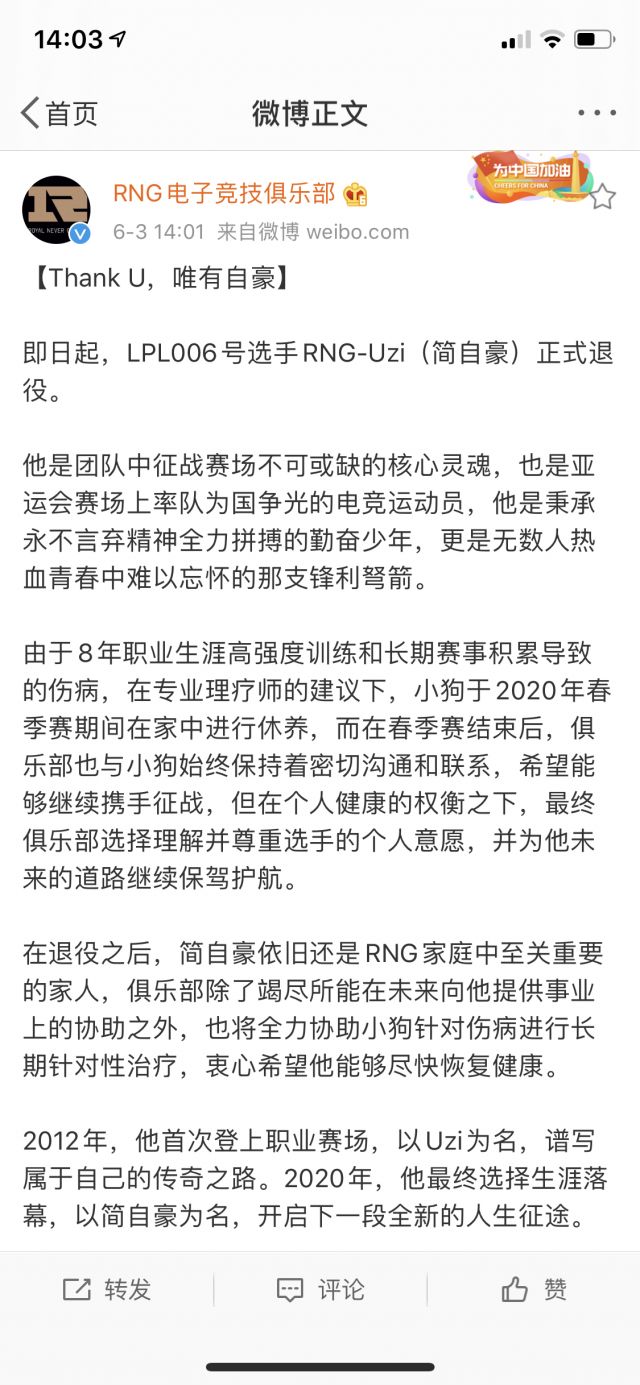 14:03
首页
微博正文
RNG电子竞技俱乐部
为中国加油
CHEERS FOR CHINA
6-3 14:01 来自微博 weibo.com
【Thank U，唯有自豪】
即日起，LPL006号选手RNG-Uzi（简自豪）正式退
役。
他是团队中征战赛场不可或缺的核心灵魂，也是亚
运会赛场上率队为国争光的电竞运动员，他是秉承
永不言弃精神全力拼搏的勤奋少年，更是无数人热
血青春中难以忘怀的那支锋利弩箭。
由于8年职业生涯高强度训练和长期赛事积累导致
的伤病，在专业理疗师的建议下，小狗于2020年春
季赛期间在家中进行休养，而在春季赛结束后，俱
乐部也与小狗始终保持着密切沟通和联系，希望能
够继续携手征战，但在个人健康的权衡之下，最终
俱乐部选择理解并尊重选手的个人意愿，并为他未
来的道路继续保驾护航。
在退役之后，简自豪依旧还是RNG家庭中至关重要
的家人，俱乐部除了竭尽所能在未来向他提供事业
上的协助之外，也将全力协助小狗针对伤病进行长
期针对性治疗，衷心希望他能够尽快恢复健康。
2012年，他首次登上职业赛场，以Uzi为名，谱写
属于自己的传奇之路。2020年，他最终选择生涯落
幕，以简自豪为名，开启下一段全新的人生征途。
转发
评论
赞